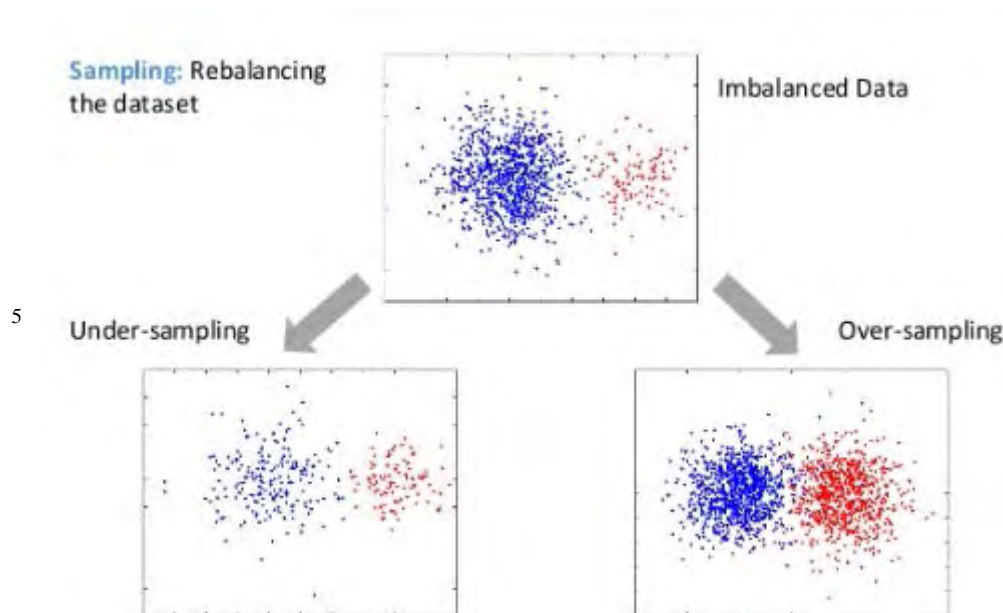 Sampling: Rebalancing
the dataset
Imbalanced Data
5
Under-sampling
Over-sampling